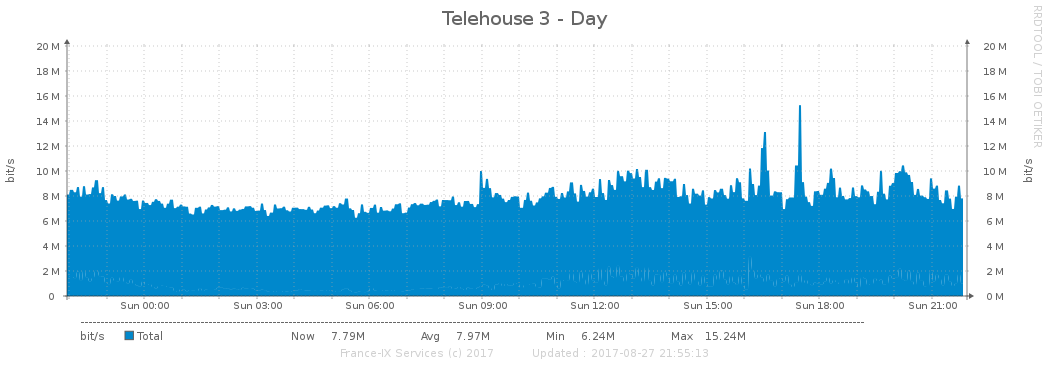 Telehouse 3 - Day
RRDTOOL / TOBI OETIKER
20 M 20 M
18 M 18 M
16 M 16 M
14 M 14 M
12 M 12 M
10 M 10 M
8 M 8 M
6 M 6 M
4 M 4 M
2 M 2 M
0 0 M
bit/s bit/s
Sun 00:00 Sun 03:00 Sun 06:00 Sun 09:00 Sun 12:00 Sun 15:00 Sun 18:00 Sun 21:00
bit/s Total Now 7.79M Avg 7.97M Min 6.24M Max 15.24M
France-IX Services (c) 2017 Updated : 2017-08-27 21:55:13